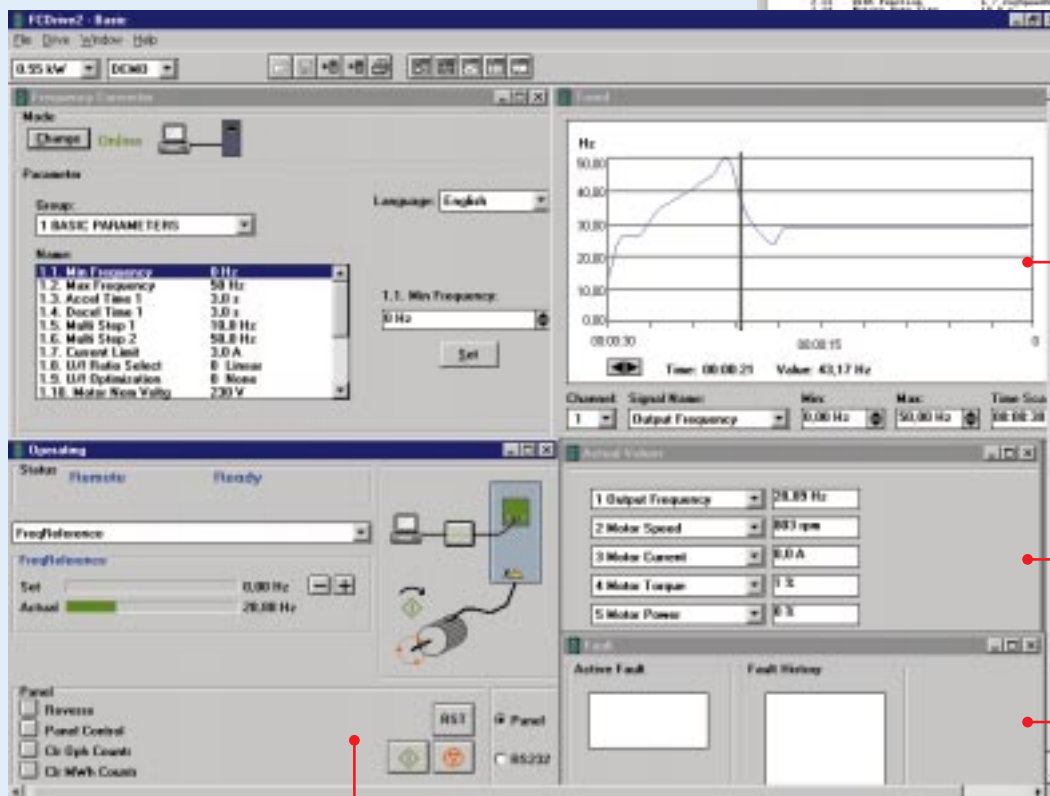 FCDrive2 - Basic
File Drive Window Help
0.55 kW DEMO
Frequency Converter
Mode
Change Online
Parameter
Group:
1 BASIC PARAMETERS
Language: English
Name:
1.1. Min Frequency 0 Hz
1.2. Max Frequency 50 Hz
1.3. Accel Time 1 3,0 s
1.4. Decel Time 1 3,0 s
1.5. Multi Step 1 10.0 Hz
1.6. Multi Step 2 50.0 Hz
1.7. Current Limit 3,0 A
1.8. U/f Ratio Select 0 Linear
1.9. U/f Optimization 0 None
1.10. Motor Nom Voltg 230 V
1.1. Min Frequency:
0 Hz
Set
Trend
Hz
50,00
40,00
30,00
20,00
10,00
0,00
00:00:30
00:00:15
0
Time: 00:00:21 Value: 43,17 Hz
Channel: Signal Name: Min: Max: Time Sca
1 Output Frequency 0,00 Hz 50,00 Hz 00:00:30
Operating
Status
Remote Ready
FreqReference
FreqReference
Set 0,00 Hz
Actual 20,00 Hz
Panel
Reverse
Panel Control
Clr Oph Counts
Clr MWh Counts
RST
Panel
RS232
Actual Values
1 Output Frequency
2 Motor Speed 803 rpm
3 Motor Current 0,0 A
4 Motor Torque 1 %
5 Motor Power 0 %
Fault
Active Fault
Fault History